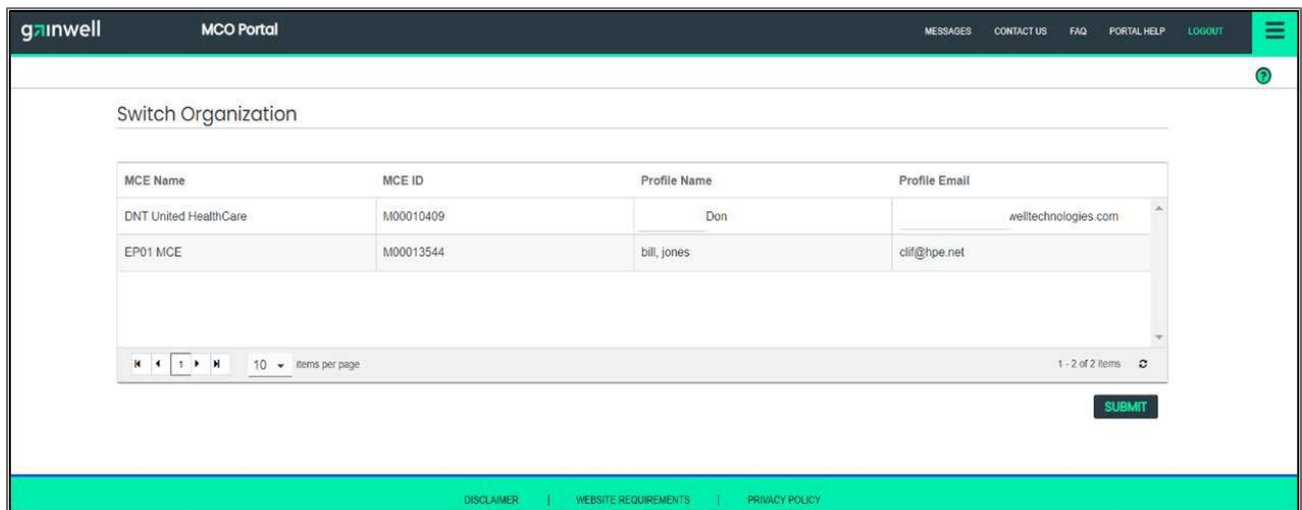 gainwell MCO Portal MESSAGES CONTACT US FAQ PORTAL HELP LOGOUT
?
Switch Organization
MCE Name MCE ID Profile Name Profile Email
DNT United HealthCare M00010409 Don welltechnologies.com
EP01 MCE M00013544 bill, jones clif@hpe.net
1 10 items per page 1 - 2 of 2 items
SUBMIT
DISCLAIMER | WEBSITE REQUIREMENTS | PRIVACY POLICY